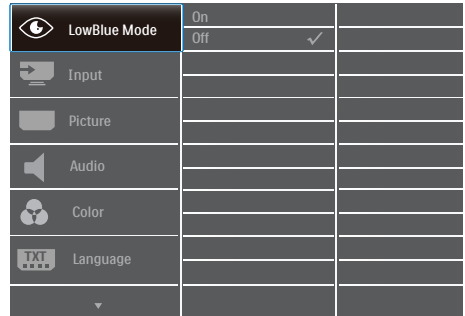 LowBlue Mode
On
Off
Input
Picture
Audio
Color
TXT
Language